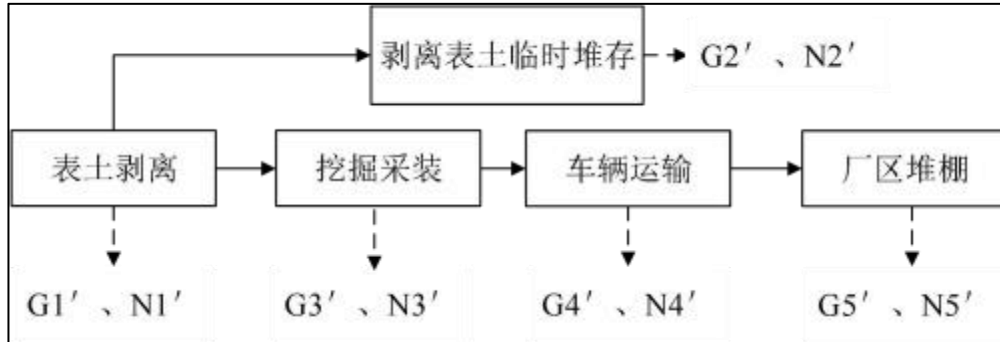 剥离表土临时堆存
G2′、N2′
表土剥离
挖掘采装
车辆运输
厂区堆棚
G1′、N1′
G3′、N3′
G4′、N4′
G5′、N5′